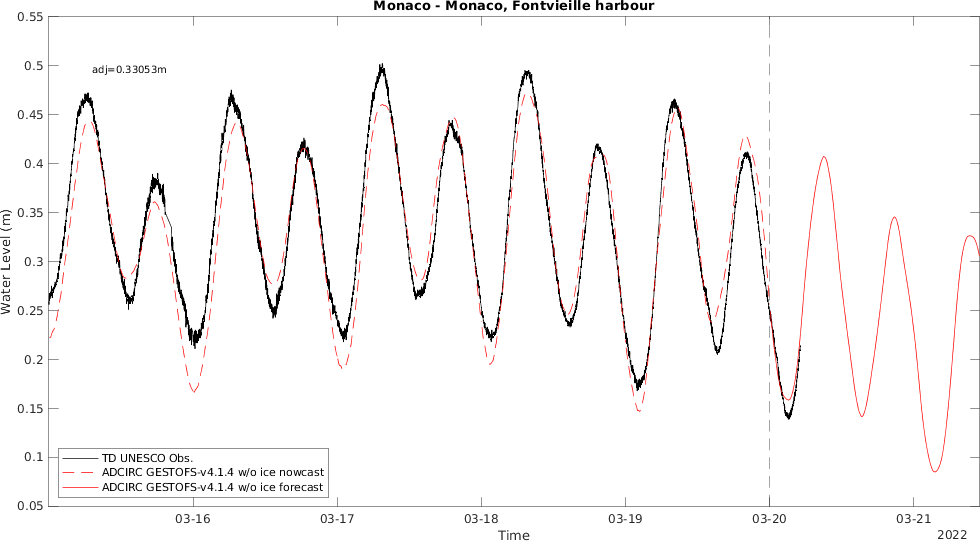 Monaco - Monaco, Fontvieille harbour
adj=0.33053m
0.55
0.5
0.45
0.4
0.35
0.3
0.25
0.2
0.15
0.1
0.05
Water Level (m)
TD UNESCO Obs.
ADCIRC GESTOFS-v4.1.4 w/o ice nowcast
ADCIRC GESTOFS-v4.1.4 w/o ice forecast
03-16 03-17 03-18 03-19 03-20 03-21
Time
2022